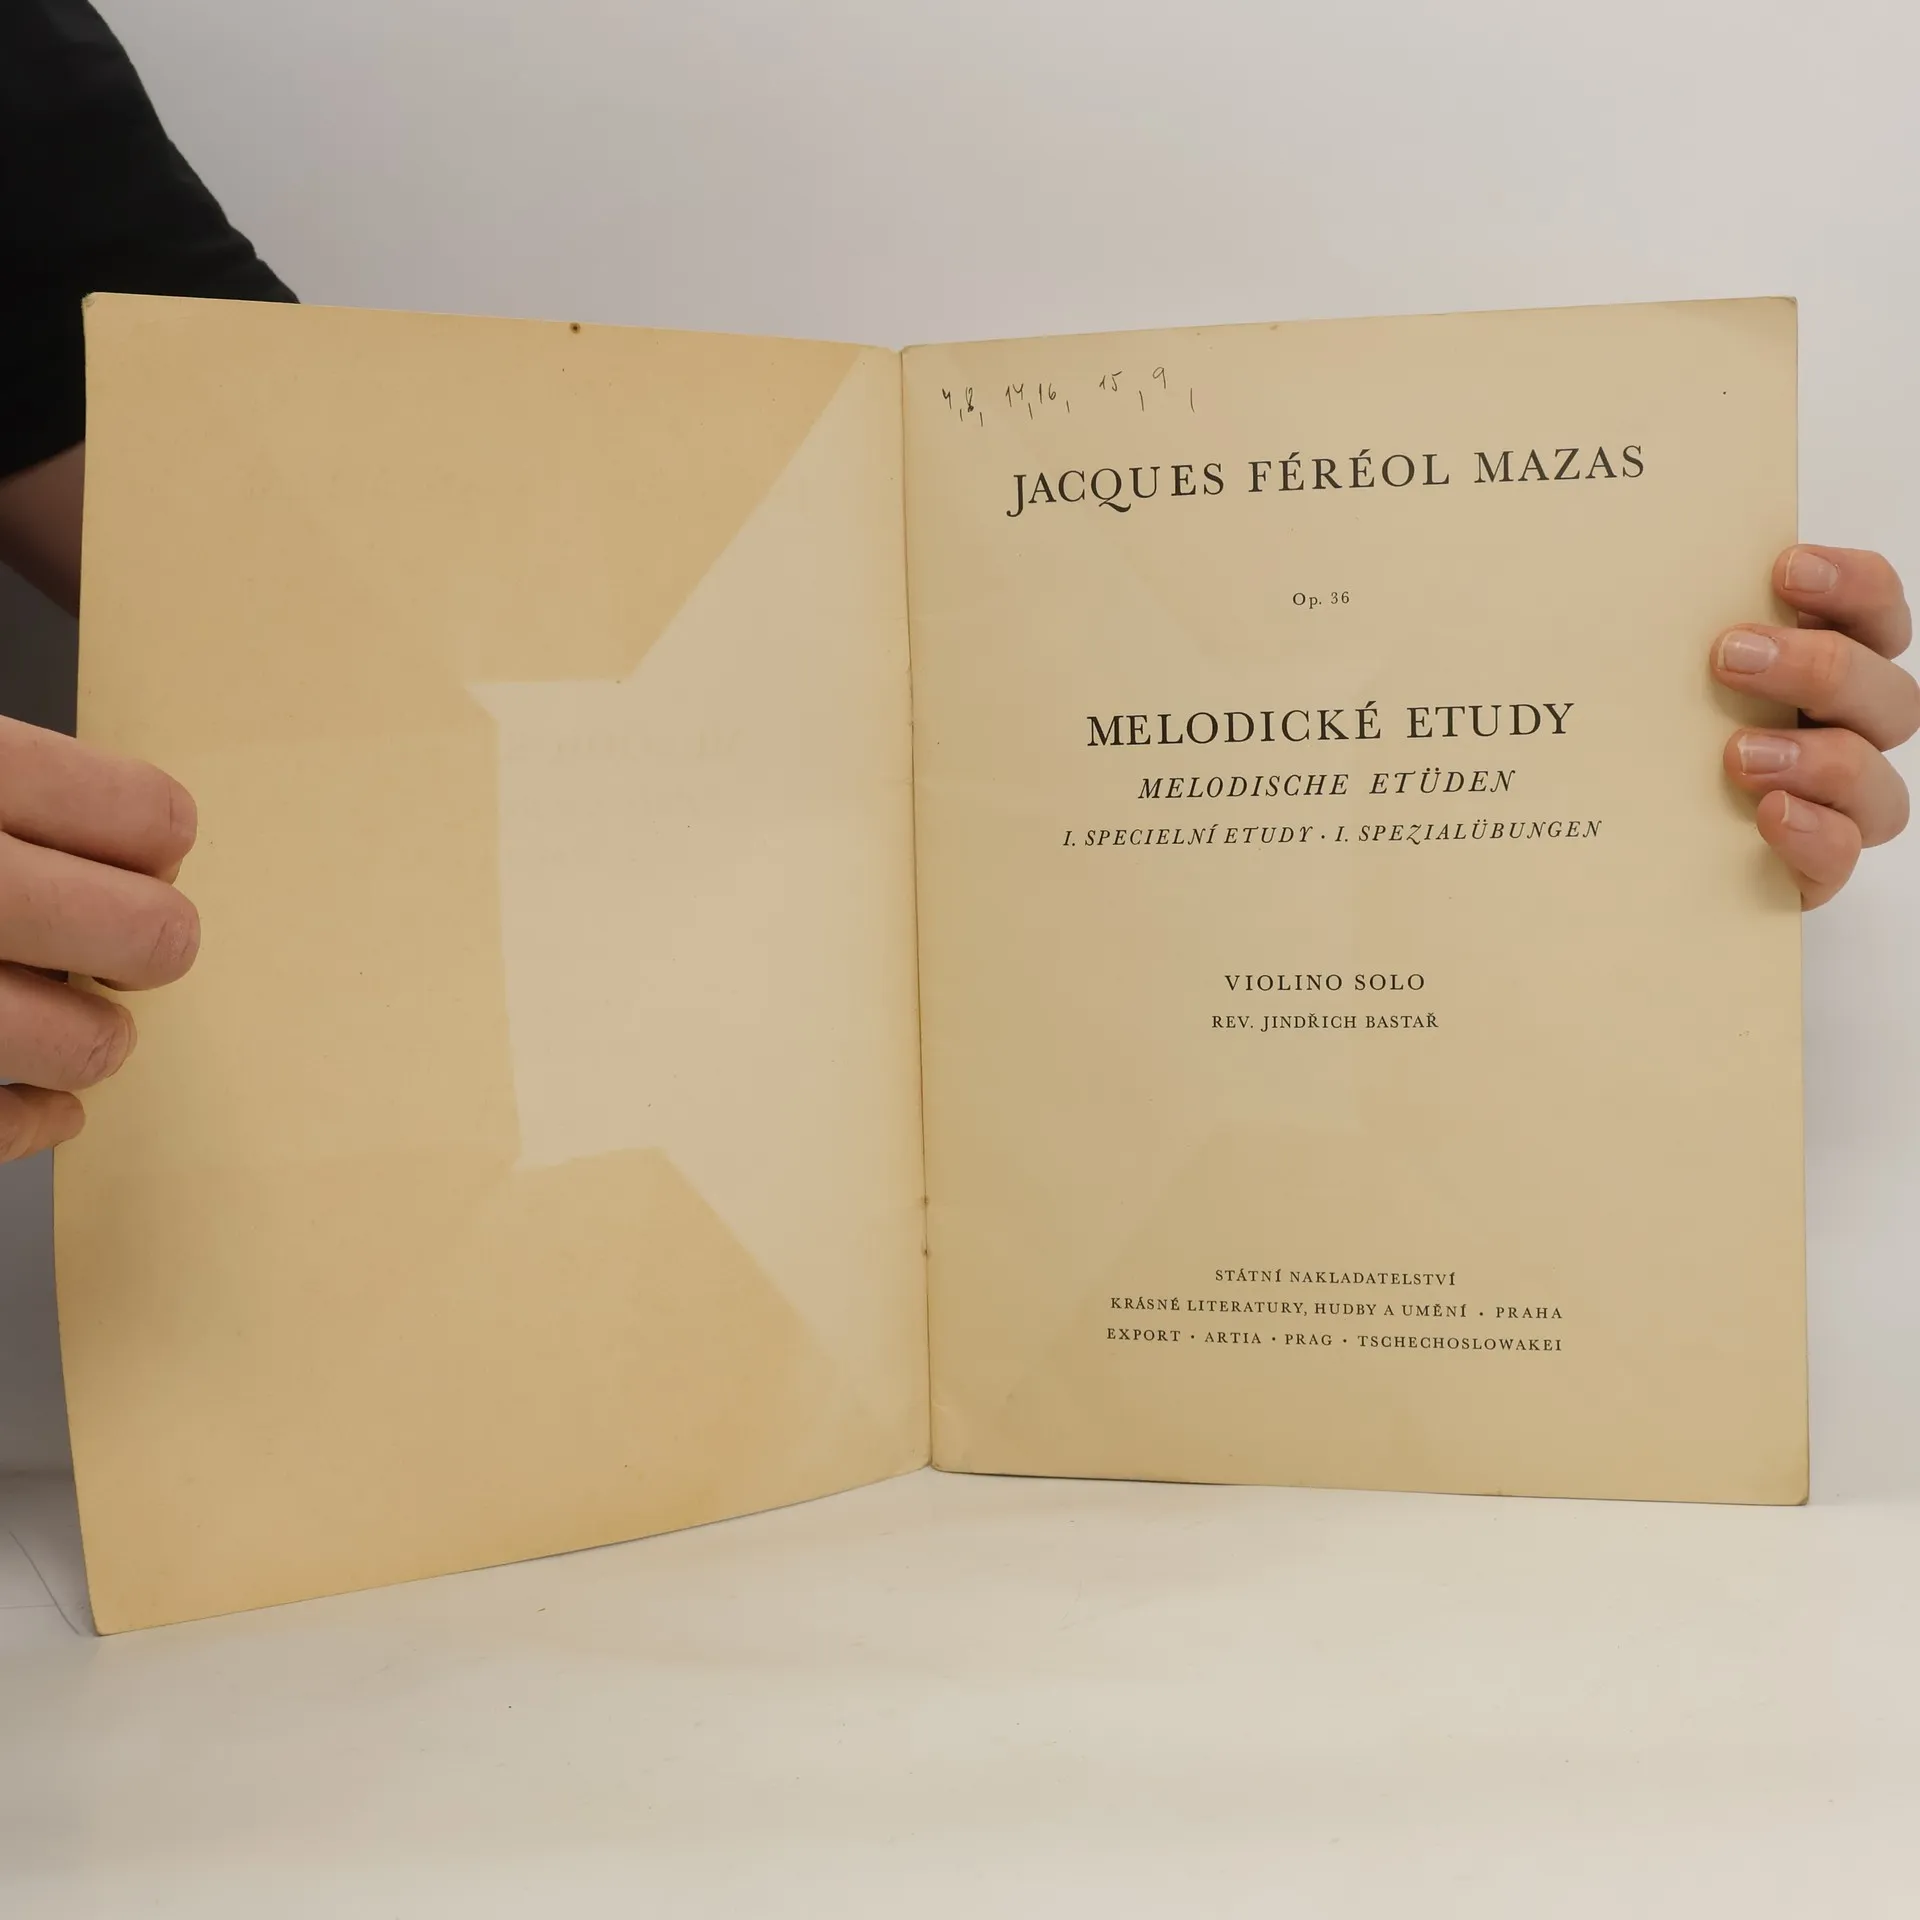 4, 8, 14, 16, 15, 9,
JACQUES FÉRÉOL MAZAS
Op. 36
MELODICKÉ ETUDY
MELODISCHE ETÜDEN
I. SPECIELNÍ ETUDY · I. SPEZIALÜBUNGEN
VIOLINO SOLO
REV. JINDŘICH BASTAŘ
STÁTNÍ NAKLADATELSTVÍ
KRÁSNÉ LITERATURY, HUDBY A UMĚNÍ · PRAHA
EXPORT · ARTIA · PRAG · TSCHECHOSLOWAKEI